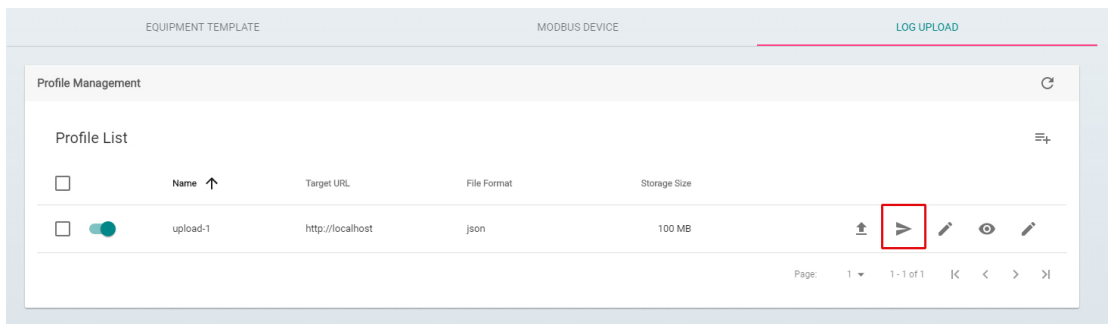 EQUIPMENT TEMPLATE MODBUS DEVICE LOG UPLOAD
Profile Management
Profile List
Name Target URL File Format Storage Size
upload-1 http://localhost json 100 MB
Page: 1 1 - 1 of 1